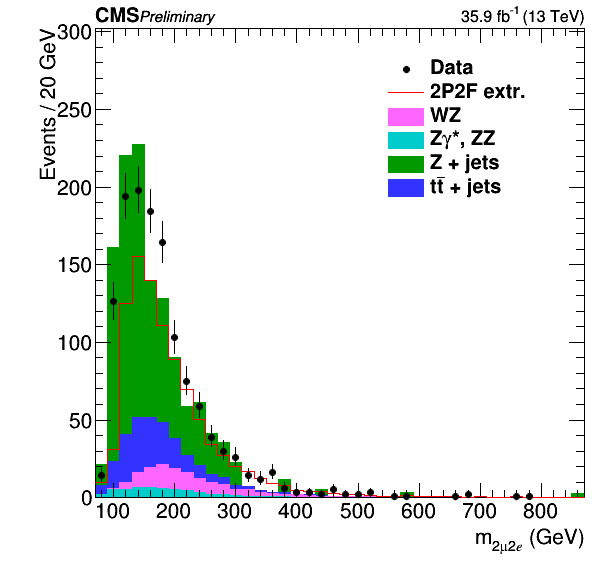 CMS Preliminary 35.9 fb⁻¹ (13 TeV)
Events / 20 GeV
300
250
200
150
100
50
0
Data
2P2F extr.
WZ
Zγ*, ZZ
Z + jets
tt̄ + jets
100 200 300 400 500 600 700 800
m2μ2e (GeV)